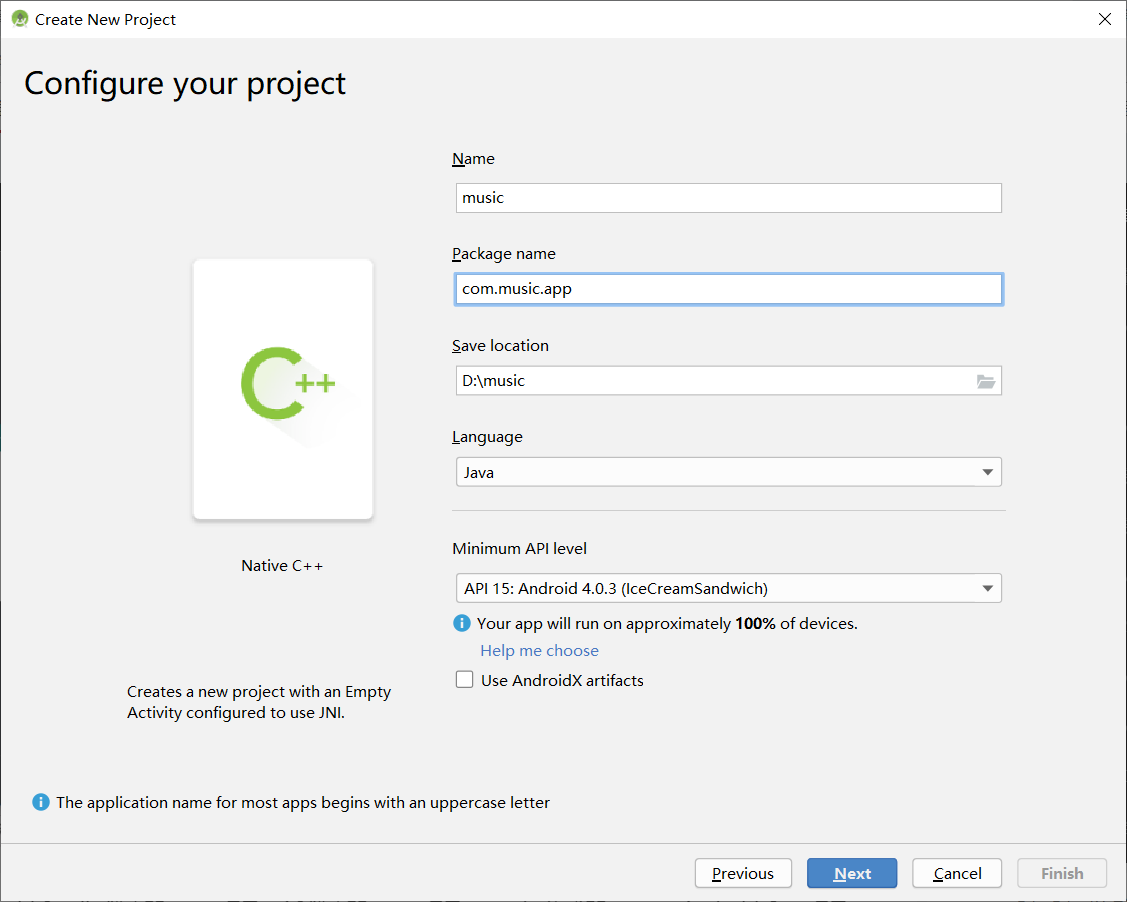 Create New Project
Configure your project
Name
music
Package name
com.music.app
Save location
D:\music
Language
Java
C++
Native C++
Minimum API level
API 15: Android 4.0.3 (IceCreamSandwich)
Your app will run on approximately 100% of devices.
Help me choose
Use AndroidX artifacts
Creates a new project with an Empty
Activity configured to use JNI.
The application name for most apps begins with an uppercase letter
Previous
Next
Cancel
Finish